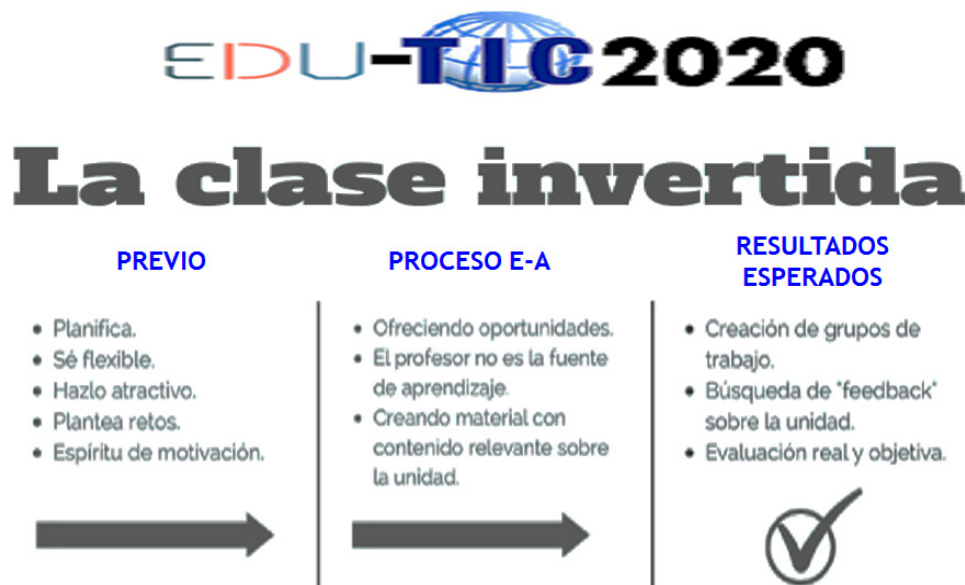 EDU-TIC2020
La clase invertida
PREVIO
• Planifica.
• Sé flexible.
• Hazlo atractivo.
• Plantea retos.
• Espíritu de motivación.
PROCESO E-A
• Ofreciendo oportunidades.
• El profesor no es la fuente
de aprendizaje.
• Creando material con
contenido relevante sobre
la unidad.
RESULTADOS
ESPERADOS
• Creación de grupos de
trabajo.
• Búsqueda de "feedback"
sobre la unidad.
• Evaluación real y objetiva.